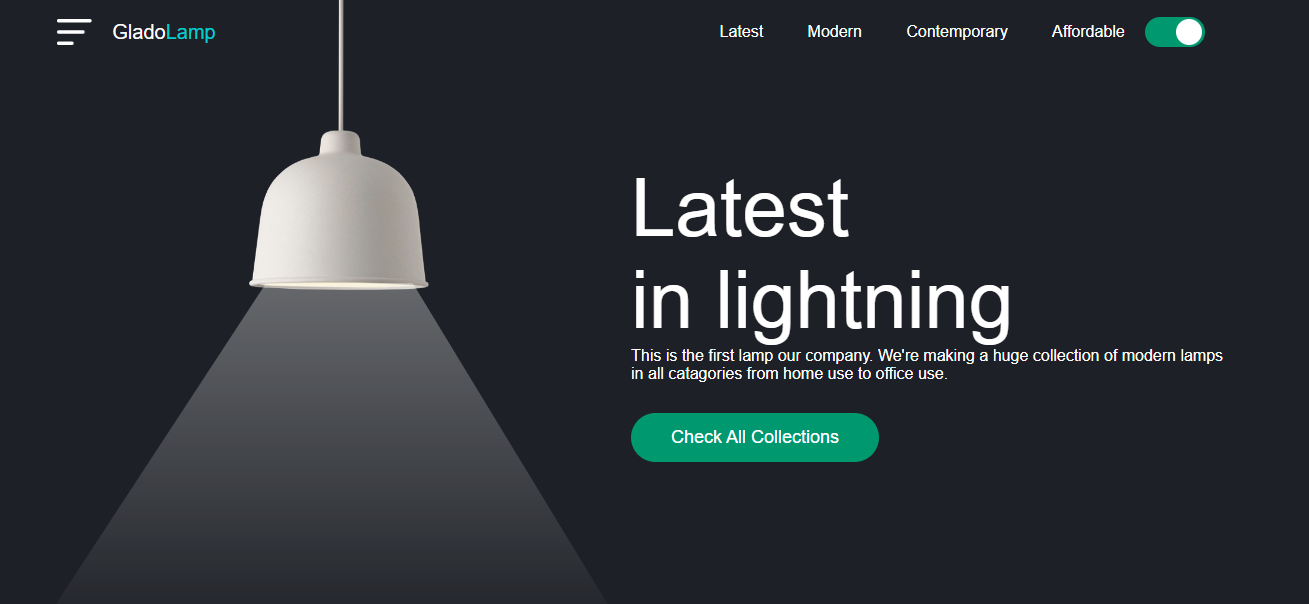 GladoLamp
Latest
Modern
Contemporary
Affordable
Latest
in lightning
This is the first lamp our company. We're making a huge collection of modern lamps
in all catagories from home use to office use.
Check All Collections